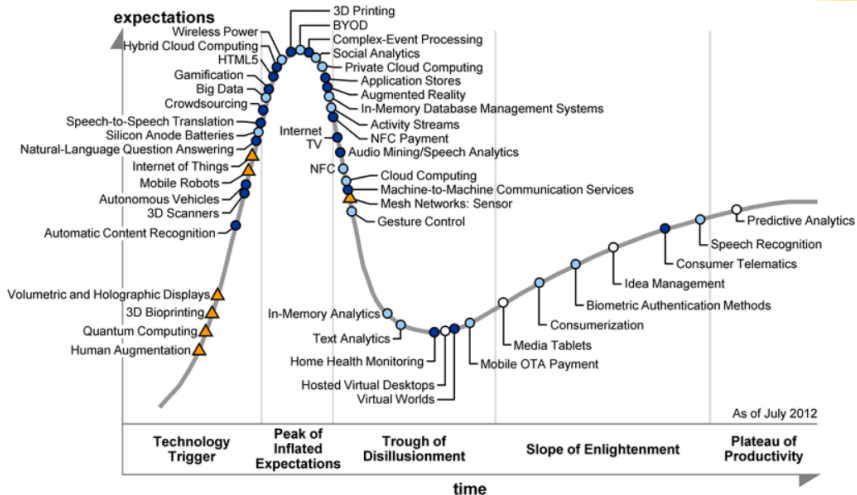 expectations
Wireless Power
Hybrid Cloud Computing
HTML5
Gamification
Big Data
Crowdsourcing
Speech-to-Speech Translation
Silicon Anode Batteries
Natural-Language Question Answering
Internet of Things
Mobile Robots
Autonomous Vehicles
3D Scanners
Automatic Content Recognition
Volumetric and Holographic Displays
3D Bioprinting
Quantum Computing
Human Augmentation
3D Printing
BYOD
Complex-Event Processing
Social Analytics
Private Cloud Computing
Application Stores
Augmented Reality
In-Memory Database Management Systems
Activity Streams
NFC Payment
Internet
TV
Audio Mining/Speech Analytics
NFC
Cloud Computing
Machine-to-Machine Communication Services
Mesh Networks: Sensor
Gesture Control
In-Memory Analytics
Text Analytics
Home Health Monitoring
Hosted Virtual Desktops
Virtual Worlds
Mobile OTA Payment
Media Tablets
Consumerization
Biometric Authentication Methods
Idea Management
Consumer Telematics
Speech Recognition
Predictive Analytics
As of July 2012
Technology
Trigger
Peak of
Inflated
Expectations
Trough of
Disillusionment
Slope of Enlightenment
Plateau of
Productivity
time